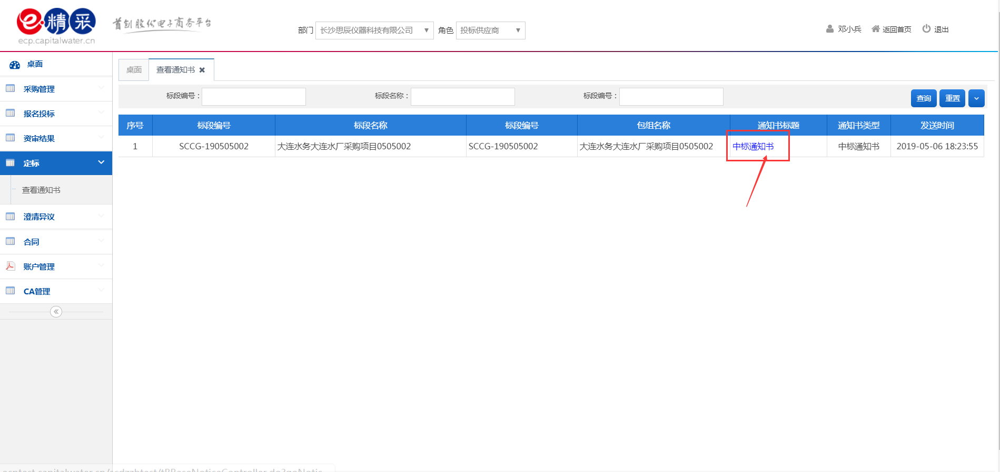 e精采
ecp.capitalwater.cn
首创股份电子商务平台
部门 长沙思辰仪器科技有限公司 ▼ 角色 投标供应商 ▼
邓小兵 返回首页 退出
桌面
采购管理
报名投标
资审结果
定标
查看通知书
澄清异议
合同
账户管理
CA管理
桌面 查看通知书
标段编号： 标段名称： 标段编号： 查询 重置
序号 标段编号 标段名称 标段编号 包组名称 通知书标题 通知书类型 发送时间
1 SCCG-190505002 大连水务大连水厂采购项目0505002 SCCG-190505002 大连水务大连水厂采购项目0505002 中标通知书 中标通知书 2019-05-06 18:23:55